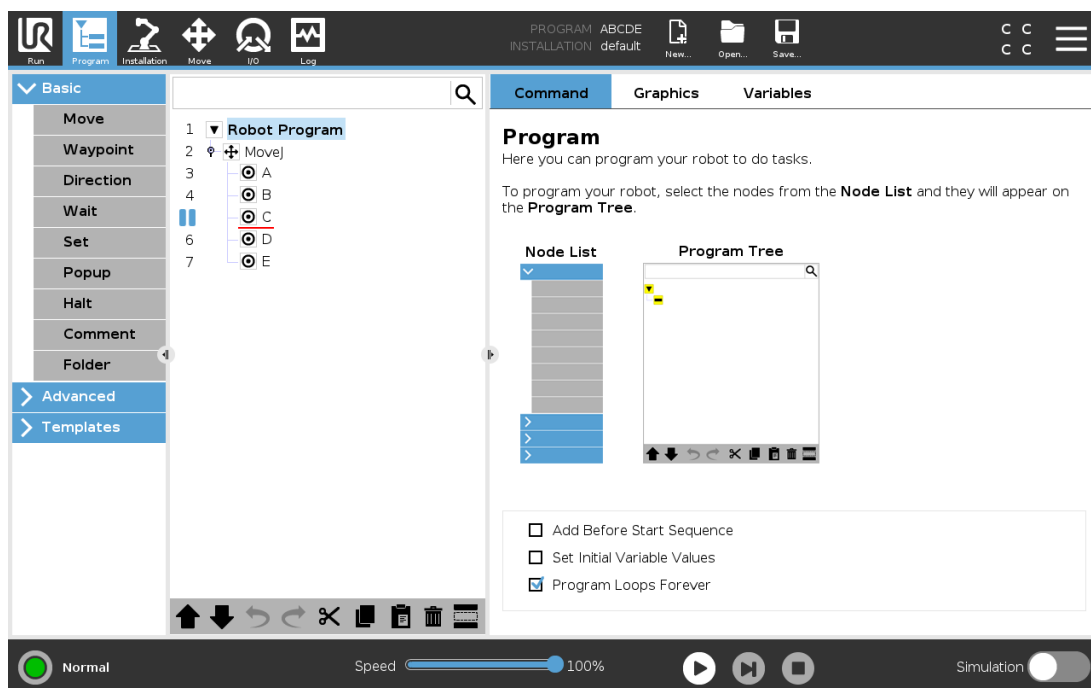 PROGRAM ABCDE
INSTALLATION default
C C
C C
UR
Run
Program
Installation
Move
I/O
Log
New...
Open...
Save...
Basic
Move
Waypoint
Direction
Wait
Set
Popup
Halt
Comment
Folder
Advanced
Templates
1 Robot Program
2 MoveJ
3 A
4 B
C
6 D
7 E
Command Graphics Variables
Program
Here you can program your robot to do tasks.
To program your robot, select the nodes from the Node List and they will appear on
the Program Tree.
Node List
Program Tree
Add Before Start Sequence
Set Initial Variable Values
Program Loops Forever
Normal
Speed 100%
Simulation